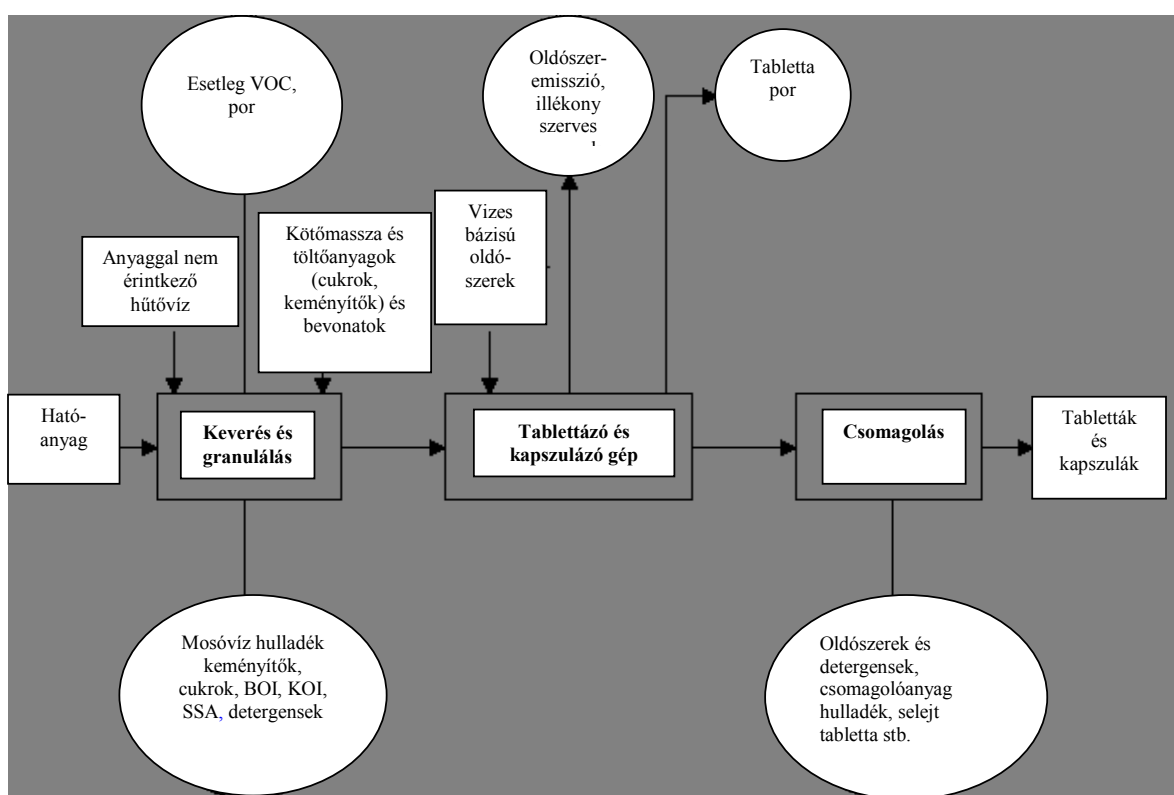 Esetleg VOC,
por
Oldószer-
emisszió,
illékony
szerves
Tabletta
por
Anyaggal nem
érintkező
hűtővíz
Kötőmassza és
töltőanyagok
(cukrok,
keményítők) és
bevonatok
Vizes
bázisú
oldó-
szerek
Ható-
anyag
Keverés és
granulálás
Tablettázó és
kapszulázó gép
Csomagolás
Tabletták
és
kapszulák
Mosóvíz hulladék
keményítők,
cukrok, BOI, KOI,
SSA, detergensek
Oldószerek és
detergensek,
csomagolóanyag
hulladék, selejt
tabletta stb.